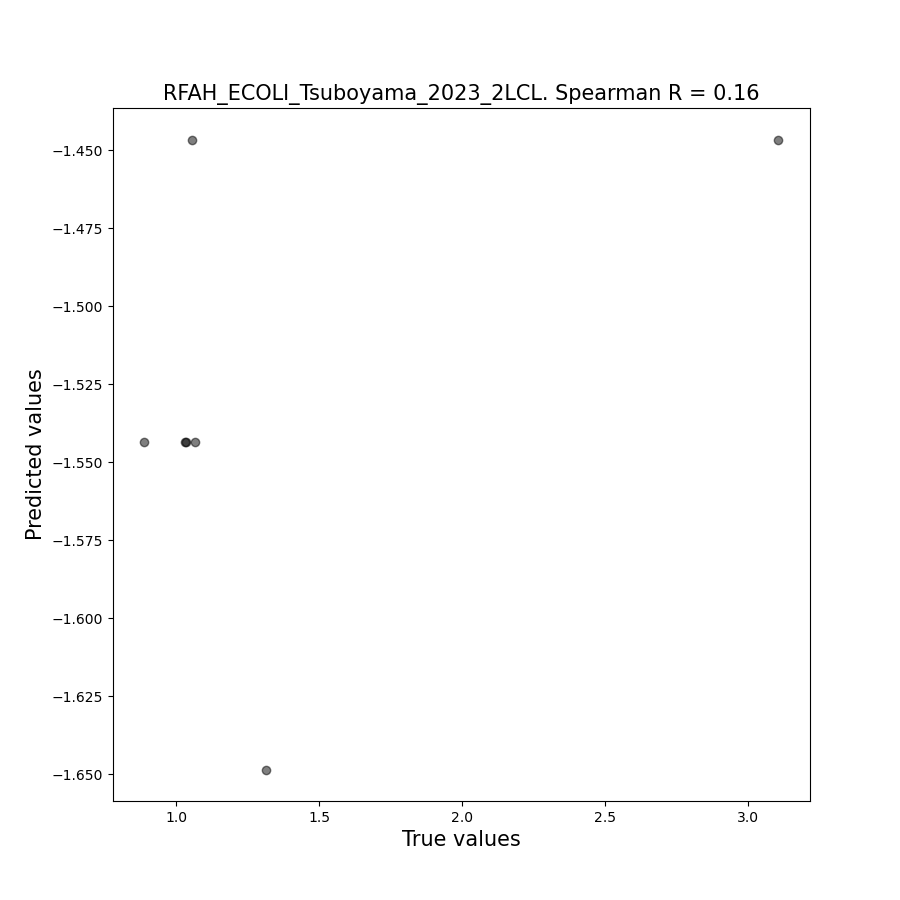 RFAH_ECOLI_Tsuboyama_2023_2LCL. Spearman R = 0.16
−1.450
−1.475
−1.500
−1.525
−1.550
−1.575
−1.600
−1.625
−1.650
Predicted values
1.0 1.5 2.0 2.5 3.0
True values